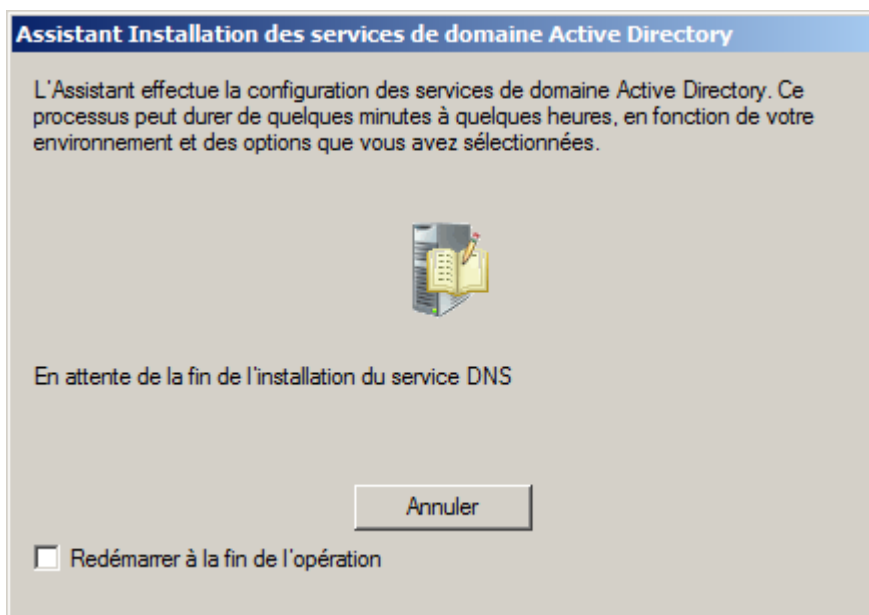 Assistant Installation des services de domaine Active Directory
L'Assistant effectue la configuration des services de domaine Active Directory. Ce
processus peut durer de quelques minutes à quelques heures, en fonction de votre
environnement et des options que vous avez sélectionnées.
En attente de la fin de l'installation du service DNS
Annuler
Redémarrer à la fin de l'opération